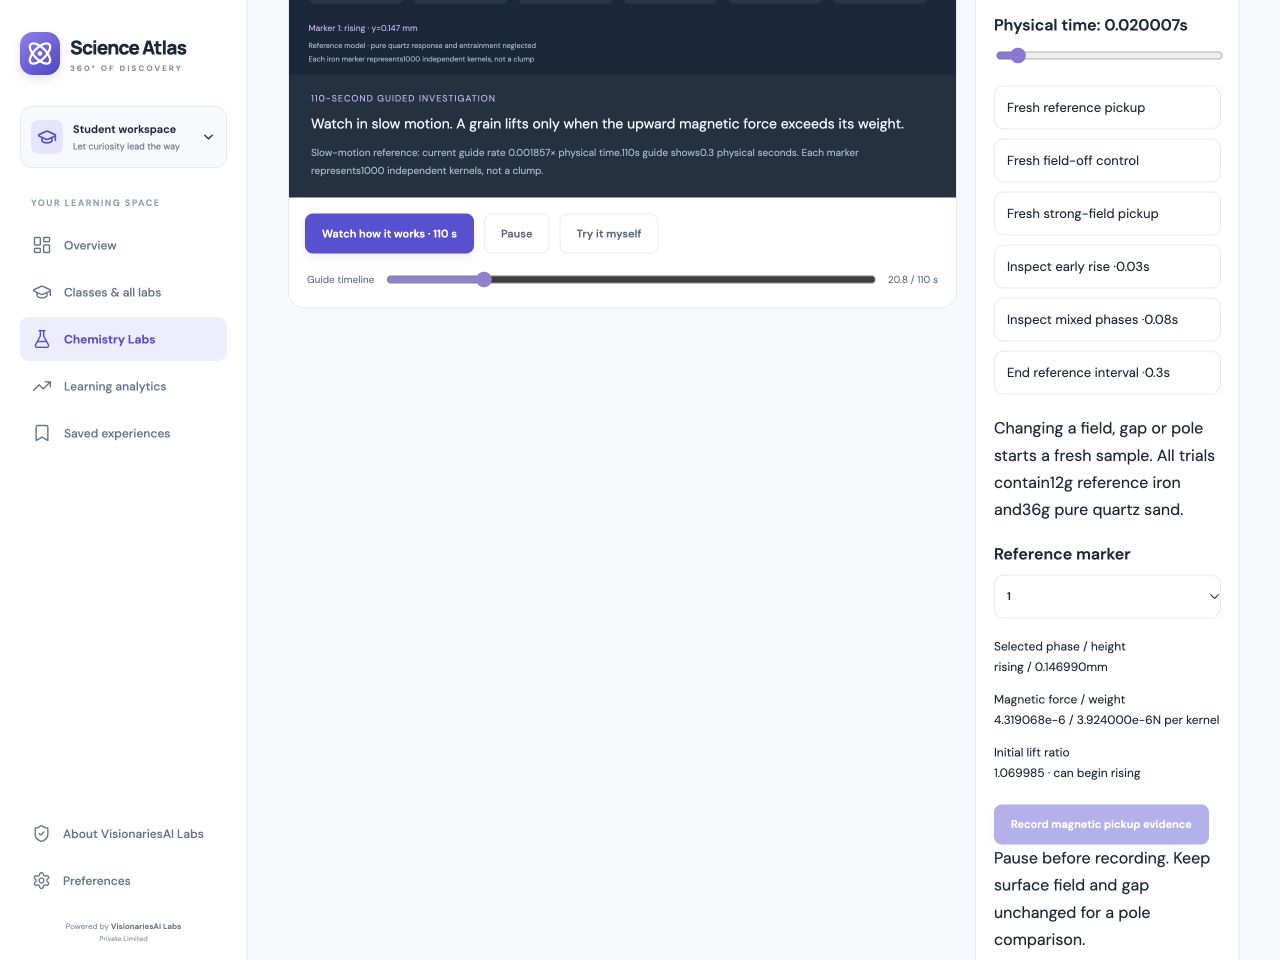 Science Atlas
360° OF DISCOVERY
Student workspace
Let curiosity lead the way
YOUR LEARNING SPACE
Overview
Classes & all labs
Chemistry Labs
Learning analytics
Saved experiences
About VisionariesAI Labs
Preferences
Powered by VisionariesAI Labs
Private Limited
Marker 1: rising · y=0.147 mm
Reference model · pure quartz response and entrainment neglected
Each iron marker represents1000 independent kernels, not a clump
110-SECOND GUIDED INVESTIGATION
Watch in slow motion. A grain lifts only when the upward magnetic force exceeds its weight.
Slow-motion reference: current guide rate 0.001857× physical time.110s guide shows0.3 physical seconds. Each marker
represents1000 independent kernels, not a clump.
Watch how it works · 110 s
Pause
Try it myself
Guide timeline
20.8 / 110 s
Physical time: 0.020007s
Fresh reference pickup
Fresh field-off control
Fresh strong-field pickup
Inspect early rise ·0.03s
Inspect mixed phases ·0.08s
End reference interval ·0.3s
Changing a field, gap or pole
starts a fresh sample. All trials
contain12g reference iron
and36g pure quartz sand.
Reference marker
1
Selected phase / height
rising / 0.146990mm
Magnetic force / weight
4.319068e-6 / 3.924000e-6N per kernel
Initial lift ratio
1.069985 · can begin rising
Record magnetic pickup evidence
Pause before recording. Keep
surface field and gap
unchanged for a pole
comparison.